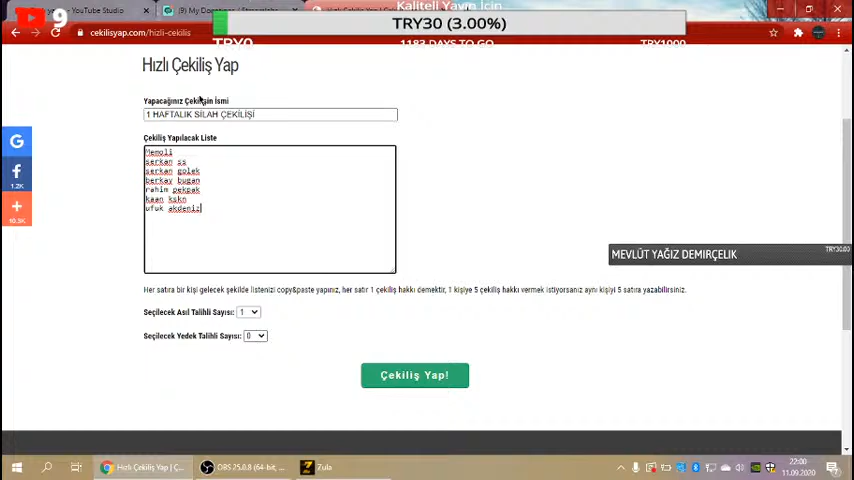 YouTube Studio
Kaliteli Yayın İçin
9
TRY30 (3.00%)
cekilisyap.com/hizli-cekilis
TRY0
1183 DAYS TO GO
TRY1000
Hızlı Çekiliş Yap
Yapacağınız Çekilişin İsmi
1 HAFTALIK SİLAH ÇEKİLİŞİ
Çekiliş Yapılacak Liste
Memoli
serkan ss
serkan golek
berkay bugan
rahim pekpak
kaan kskn
ufuk akdeniz
1.2K
10.3K
MEVLÜT YAĞIZ DEMİRÇELİK
TRY30.00
Her satıra bir kişi gelecek şekilde listenizi copy&paste yapınız, her satır 1 çekiliş hakkı demektir, 1 kişiye 5 çekiliş hakkı vermek istiyorsanız aynı kişiyi 5 satıra yazabilirsiniz.
Seçilecek Asıl Talihli Sayısı: 1
Seçilecek Yedek Talihli Sayısı: 0
Çekiliş Yap!
Hızlı Çekiliş Yap | Ç...
OBS 25.0.8 (64-bit, ...
Zula
22:00
11.09.2020